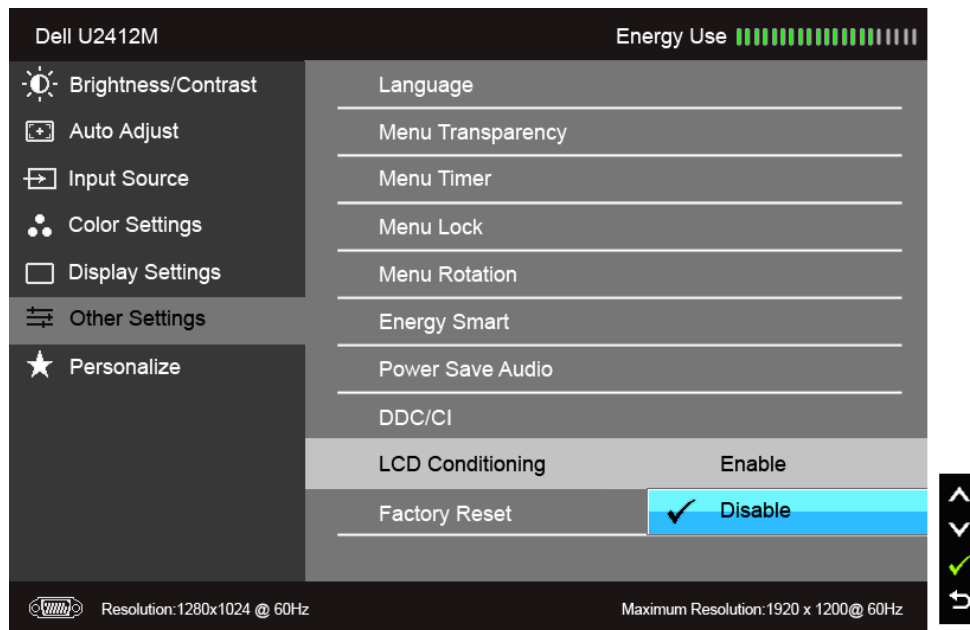 Dell U2412M
Energy Use
Brightness/Contrast
Auto Adjust
Input Source
Color Settings
Display Settings
Other Settings
Personalize
Language
Menu Transparency
Menu Timer
Menu Lock
Menu Rotation
Energy Smart
Power Save Audio
DDC/CI
LCD Conditioning
Enable
Factory Reset
Disable
Resolution:1280x1024 @ 60Hz
Maximum Resolution:1920 x 1200@ 60Hz